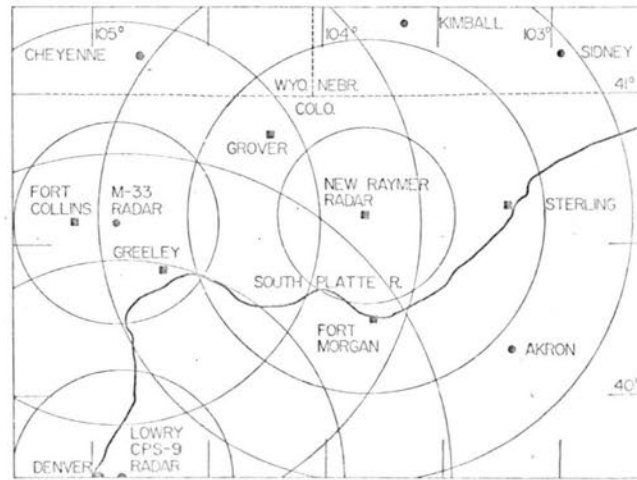 KIMBALL
105°
104°
103°
CHEYENNE
SIDNEY
WYO. NEBR.
41°
COLO.
GROVER
FORT
COLLINS
M-33
RADAR
NEW RAYMER
RADAR
STERLING
GREELEY
SOUTH PLATTE R.
FORT
MORGAN
AKRON
40°
LOWRY
CPS-9
RADAR
DENVER